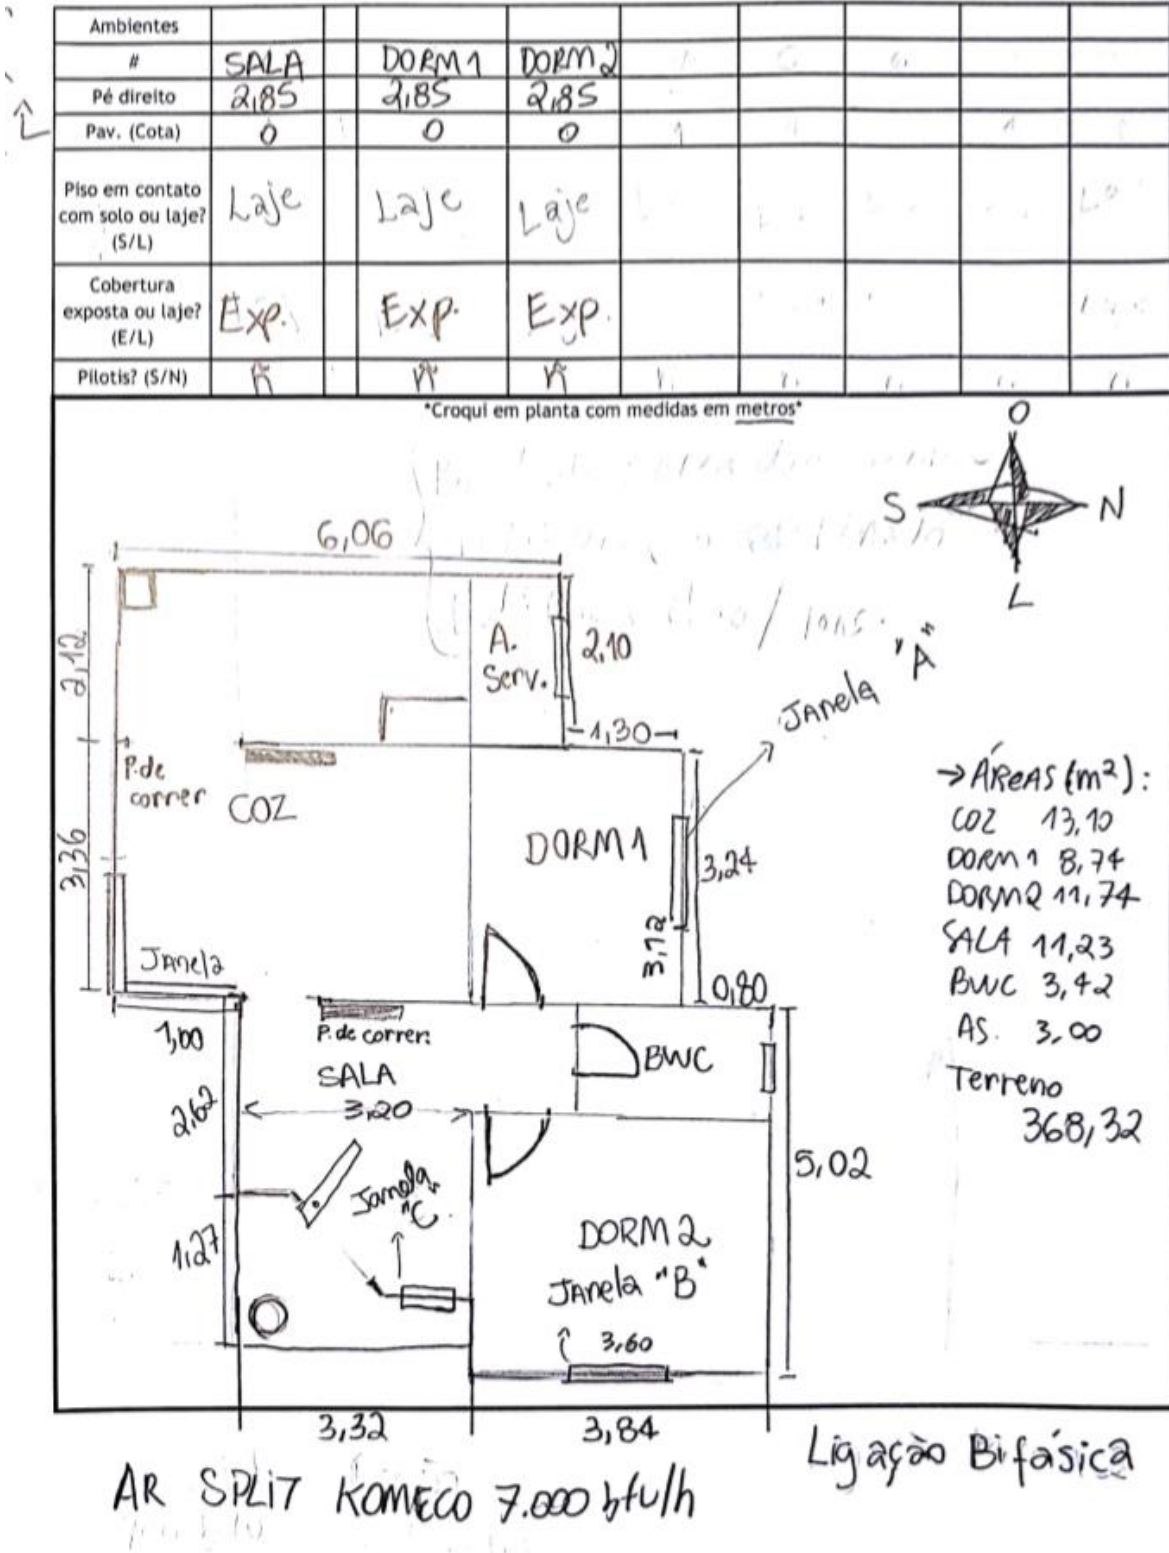 Ambientes
# SALA DORM1 DORM2
Pé direito 2,85 2,85 2,85
Pav. (Cota) 0 0 0
Piso em contato
com solo ou laje?
(S/L)
Laje Laje Laje
Cobertura
exposta ou laje?
(E/L)
Exp. Exp. Exp.
Pilotis? (S/N) ñ ñ ñ
*Croqui em planta com medidas em metros*
O
S N
L
6,06
2,12
A.
Serv.
2,10
Janela "A"
1,30
P. de
correr
COZ
DORM1
3,24
3,36
3,12
Janela
0,80
1,00
P. de correr.
BWC
SALA
3,20
2,62
5,02
Janela
"C"
1,27
DORM2
Janela "B"
3,60
→ ÁREAS (m²):
COZ 13,10
DORM1 8,74
DORM2 11,74
SALA 11,23
BWC 3,42
AS. 3,00
Terreno
368,32
3,32 3,84
Ligação Bifásica
AR SPLIT KOMECO 7.000 btu/h